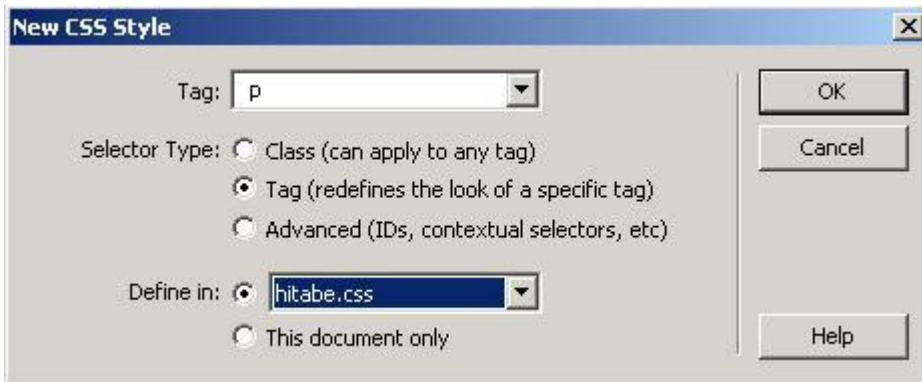 New CSS Style
Tag: p
OK
Selector Type: Class (can apply to any tag)
Cancel
Tag (redefines the look of a specific tag)
Advanced (IDs, contextual selectors, etc)
Define in: hitabe.css
This document only
Help